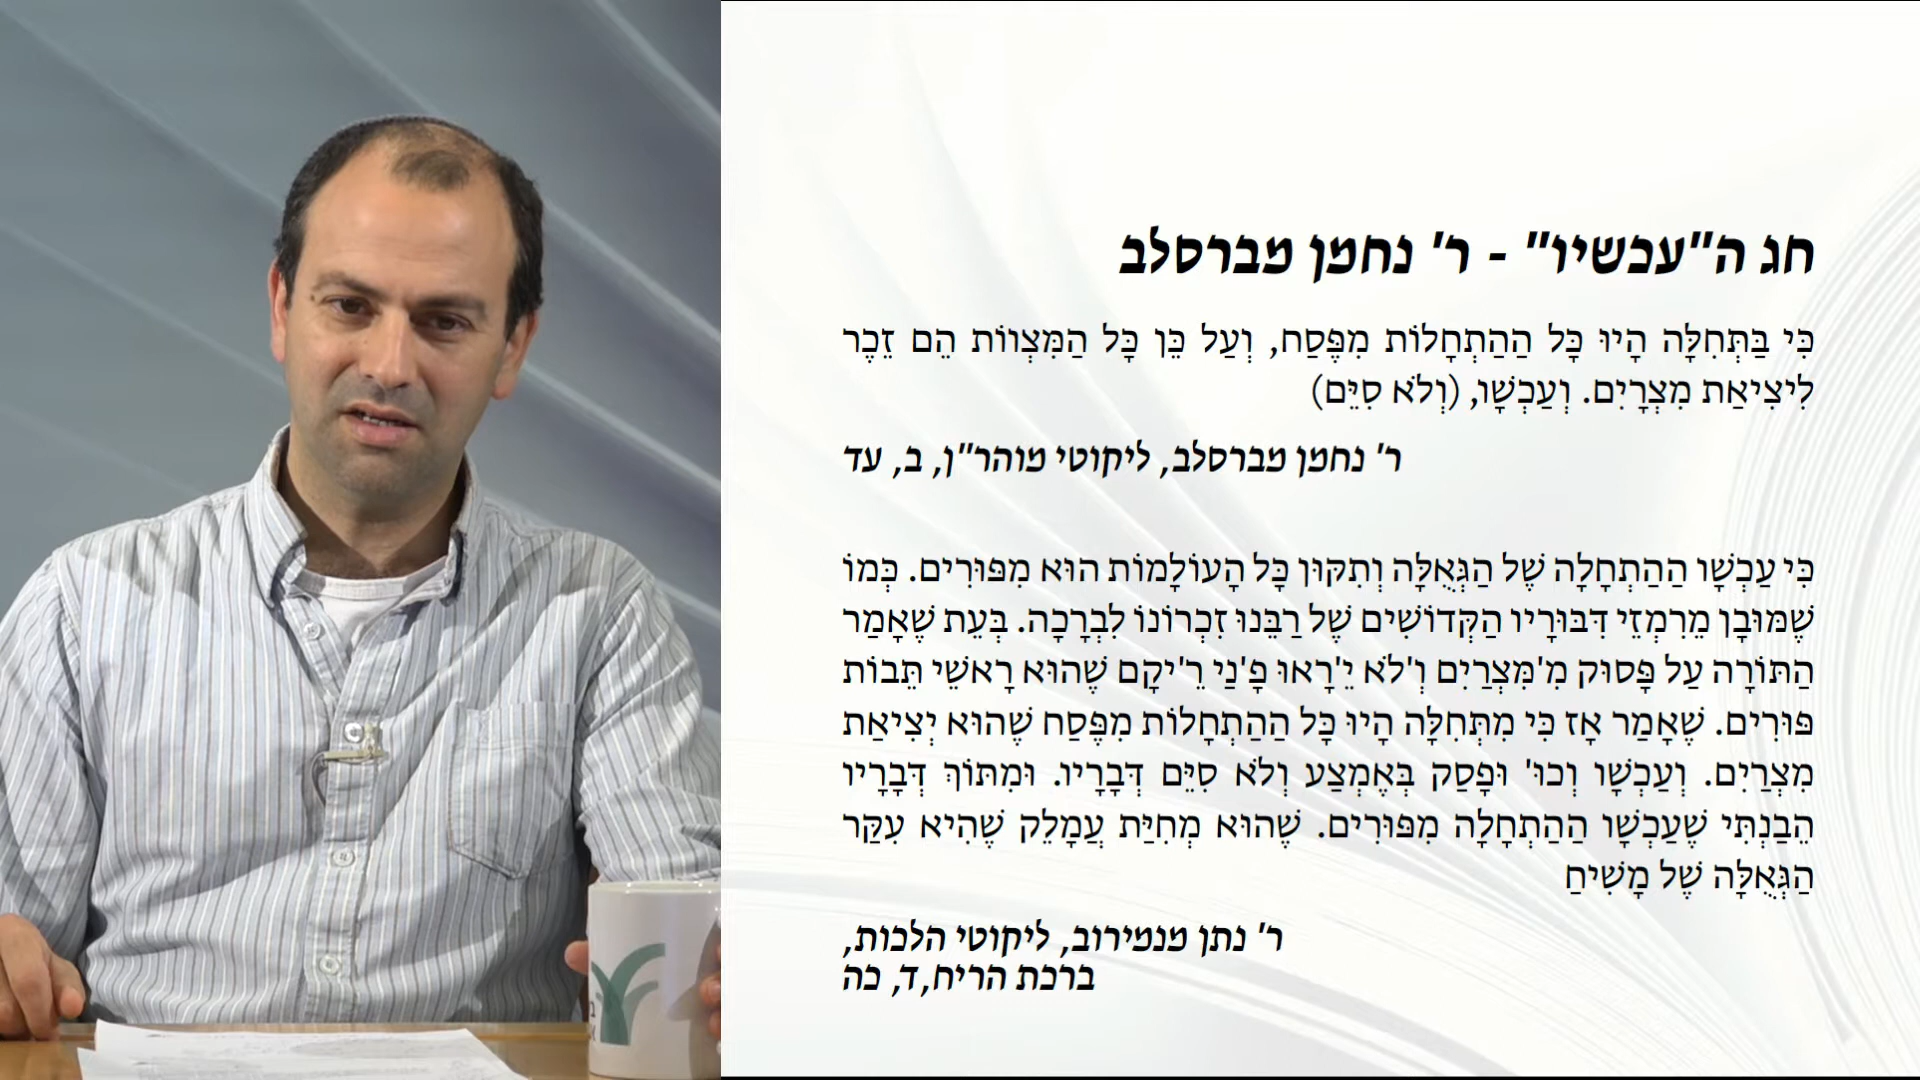 חג ה"עכשיו" - ר' נחמן מברסלב
כִּי בַּתְּחִלָּה הָיוּ כָּל הַהַתְחָלוֹת מִפֶּסַח, וְעַל כֵּן כָּל הַמִּצְווֹת הֵם זֵכֶר
לִיצִיאַת מִצְרָיִם. וְעַכְשָׁו, (וְלֹא סִיֵּם)
ר' נחמן מברסלב, ליקוטי מוהר"ן, ב, עד
כִּי עַכְשָׁו הַהַתְחָלָה שֶׁל הַגְּאֻלָּה וְתִקּוּן כָּל הָעוֹלָמוֹת הוּא מִפּוּרִים. כְּמוֹ
שֶׁמּוּבָן מֵרִמְזֵי דִּבּוּרָיו הַקְּדוֹשִׁים שֶׁל רַבֵּנוּ זִכְרוֹנוֹ לִבְרָכָה. בְּעֵת שֶׁאָמַר
הַתּוֹרָה עַל פָּסוּק מִ'מִּצְרַיִם וְ'לֹא יֵ'רָאוּ פָ'נַי רֵ'יקָם שֶׁהוּא רָאשֵׁי תֵּבוֹת
פּוּרִים. שֶׁאָמַר אָז כִּי מִתְּחִלָּה הָיוּ כָּל הַהַתְחָלוֹת מִפֶּסַח שֶׁהוּא יְצִיאַת
מִצְרַיִם. וְעַכְשָׁו וְכוּ' וּפָסַק בְּאֶמְצַע וְלֹא סִיֵּם דְּבָרָיו. וּמִתּוֹךְ דְּבָרָיו
הֵבַנְתִּי שֶׁעַכְשָׁו הַהַתְחָלָה מִפּוּרִים. שֶׁהוּא מְחִיַּת עֲמָלֵק שֶׁהִיא עִקַּר
הַגְּאֻלָּה שֶׁל מָשִׁיחַ
ר' נתן מנמירוב, ליקוטי הלכות,
ברכת הריח,ד, כה